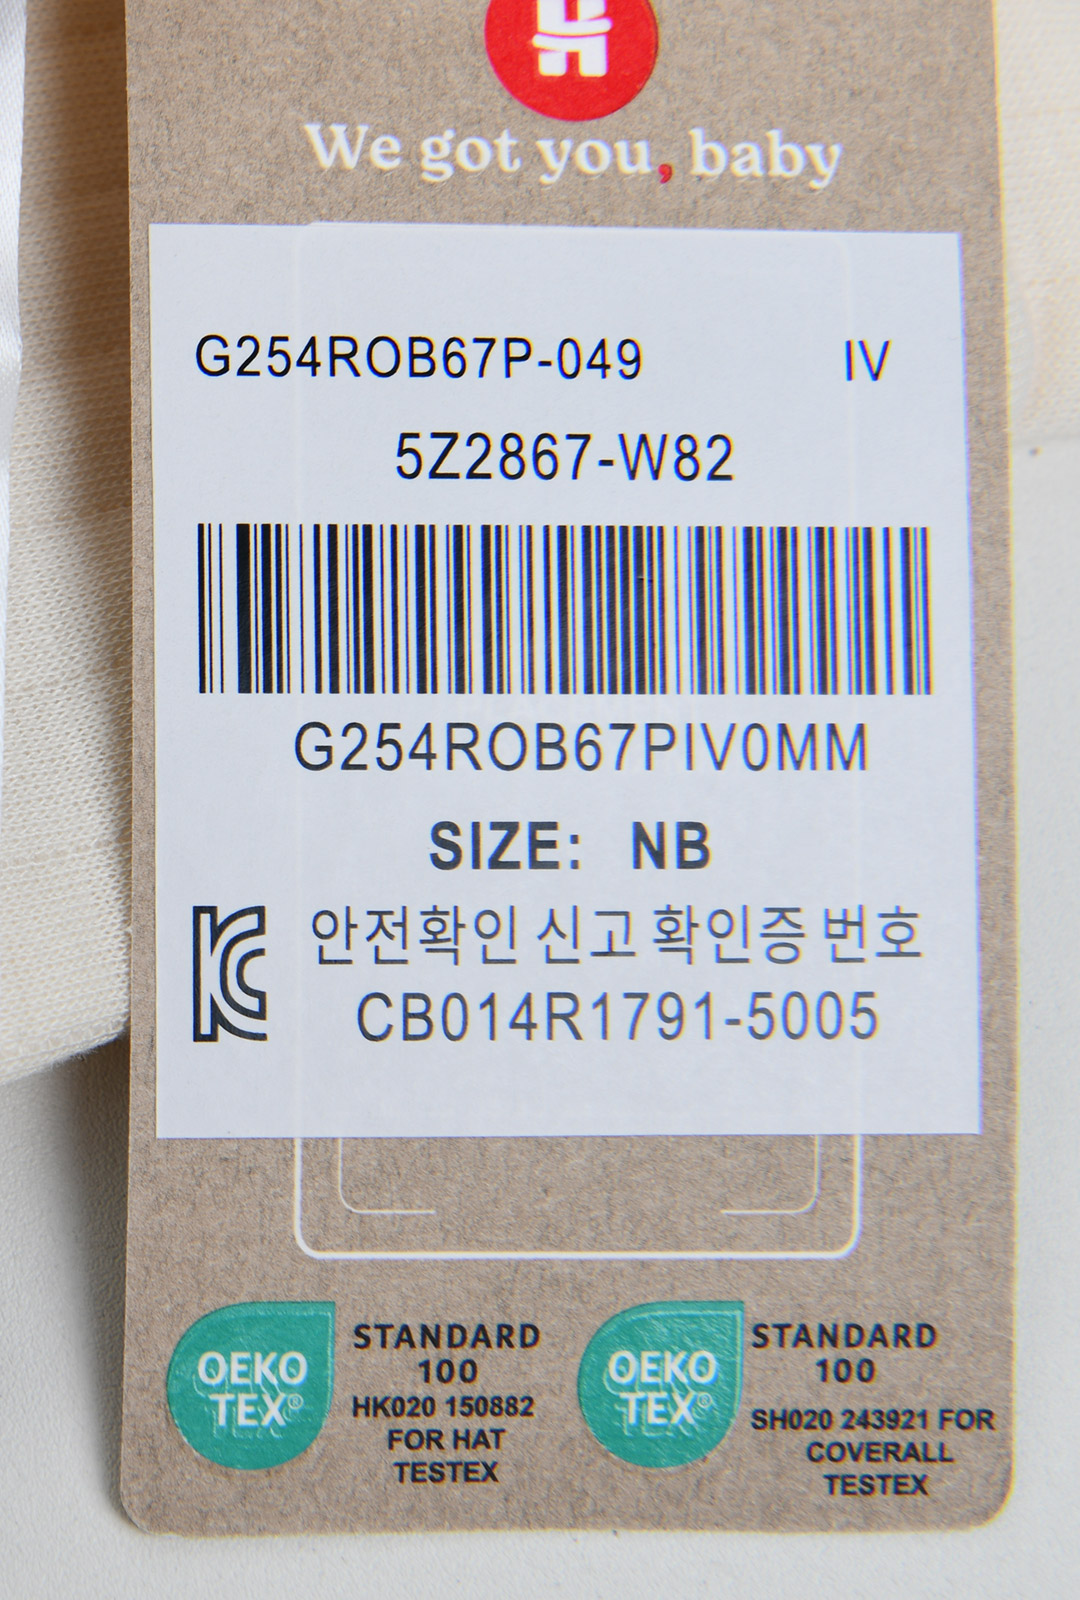 We got you, baby
G254ROB67P-049 IV
5Z2867-W82
G254ROB67PIV0MM
SIZE: NB
안전확인 신고 확인증 번호
CB014R1791-5005
OEKO
TEX®
STANDARD
100
HK020 150882
FOR HAT
TESTEX
OEKO
TEX®
STANDARD
100
SH020 243921 FOR
COVERALL
TESTEX